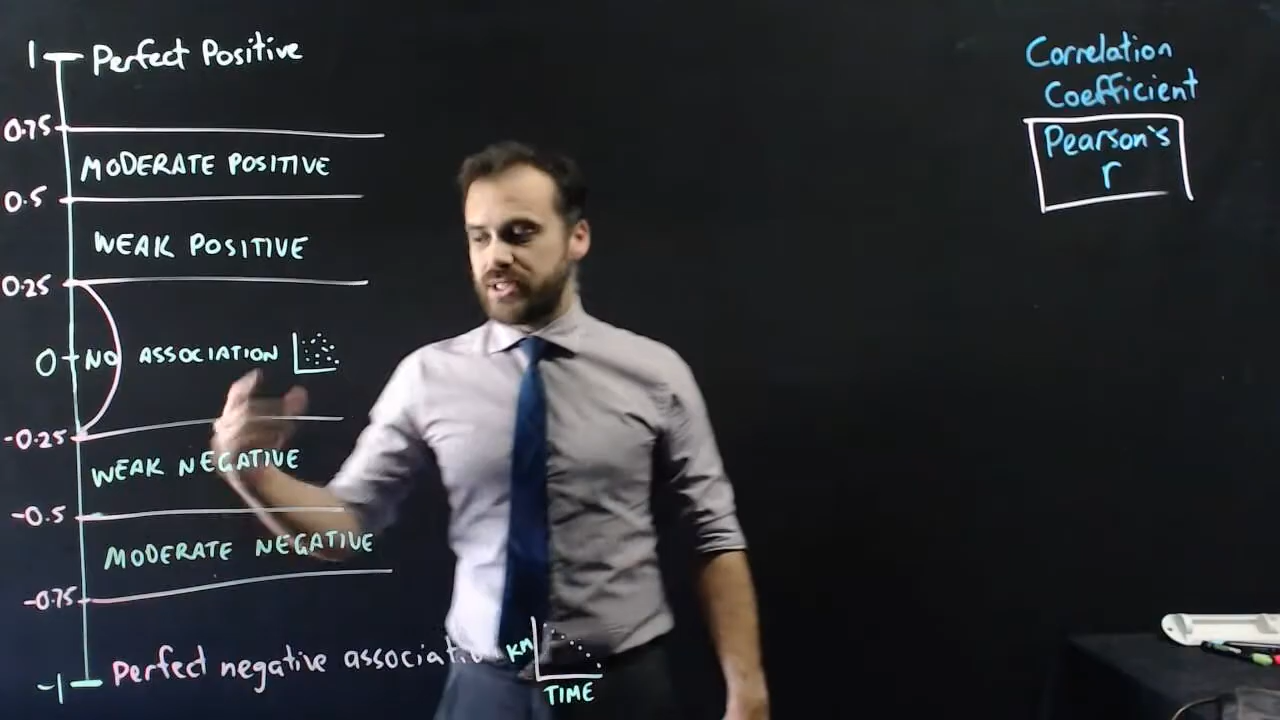 1 Perfect Positive
0.75
MODERATE POSITIVE
0.5
WEAK POSITIVE
0.25
0 NO ASSOCIATION
-0.25
WEAK NEGATIVE
-0.5
MODERATE NEGATIVE
-0.75
-1 Perfect negative
KM
TIME
Correlation
Coefficient
Pearson's
r